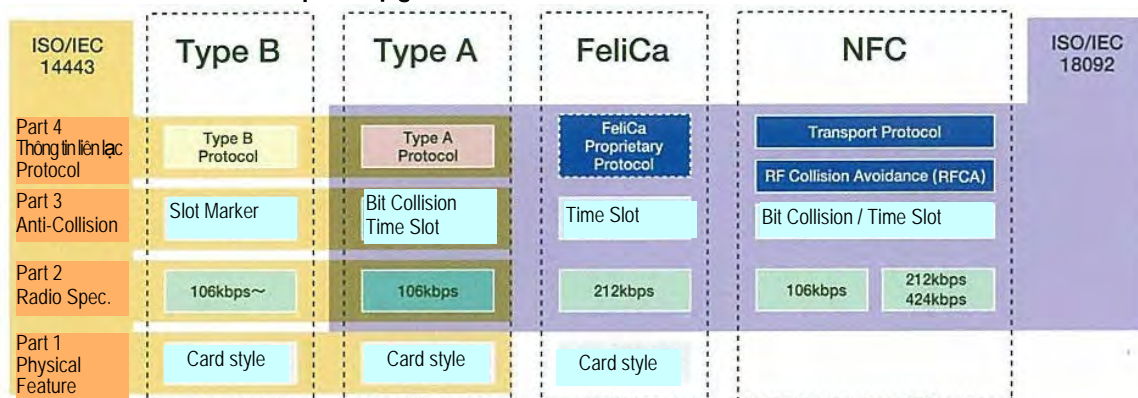 ISO/IEC
14443
Type B
Type A
FeliCa
NFC
ISO/IEC
18092
Part 4
Thông tin liên lạc
Protocol
Type B
Protocol
Type A
Protocol
FeliCa
Proprietary
Protocol
Transport Protocol
RF Collision Avoidance (RFCA)
Part 3
Anti-Collision
Slot Marker
Bit Collision
Time Slot
Time Slot
Bit Collision / Time Slot
Part 2
Radio Spec.
106kbps~
106kbps
212kbps
106kbps
212kbps
424kbps
Part 1
Physical
Feature
Card style
Card style
Card style